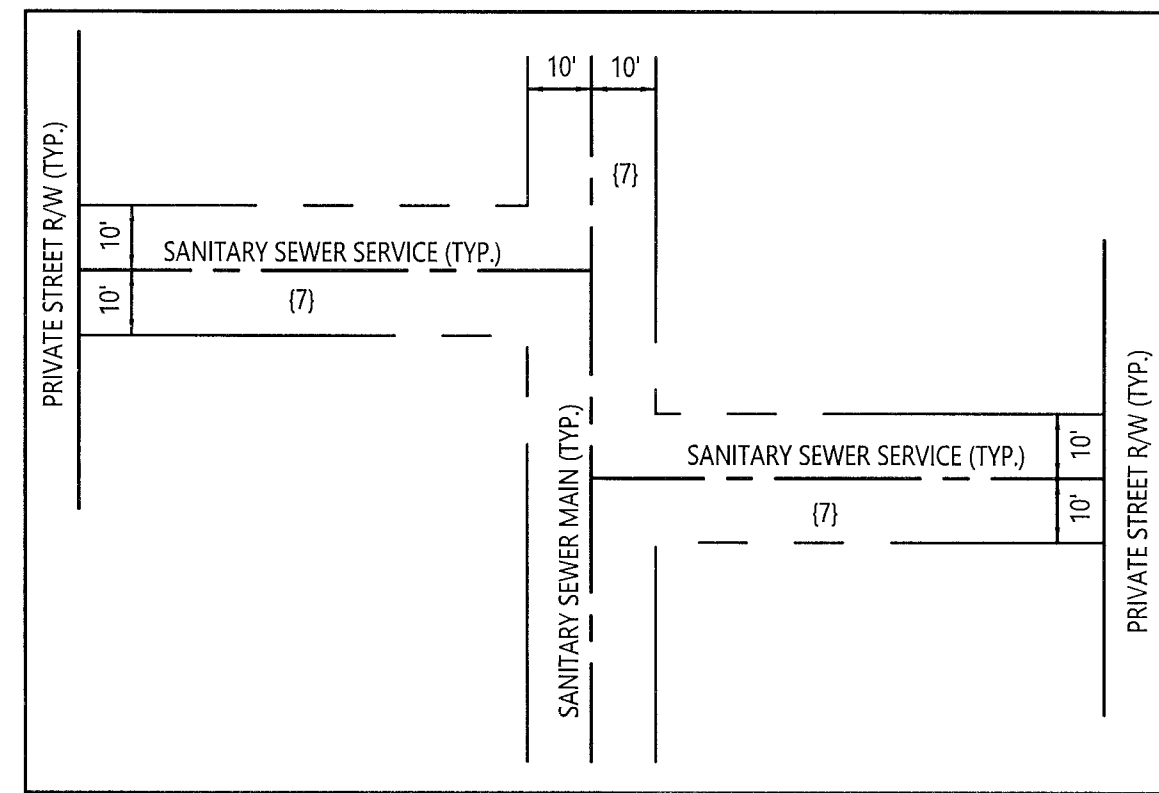 10' 10'
{7}
PRIVATE STREET R/W (TYP.)
10'
SANITARY SEWER SERVICE (TYP.)
10'
{7}
SANITARY SEWER MAIN (TYP.)
SANITARY SEWER SERVICE (TYP.)
10'
{7}
10'
PRIVATE STREET R/W (TYP.)